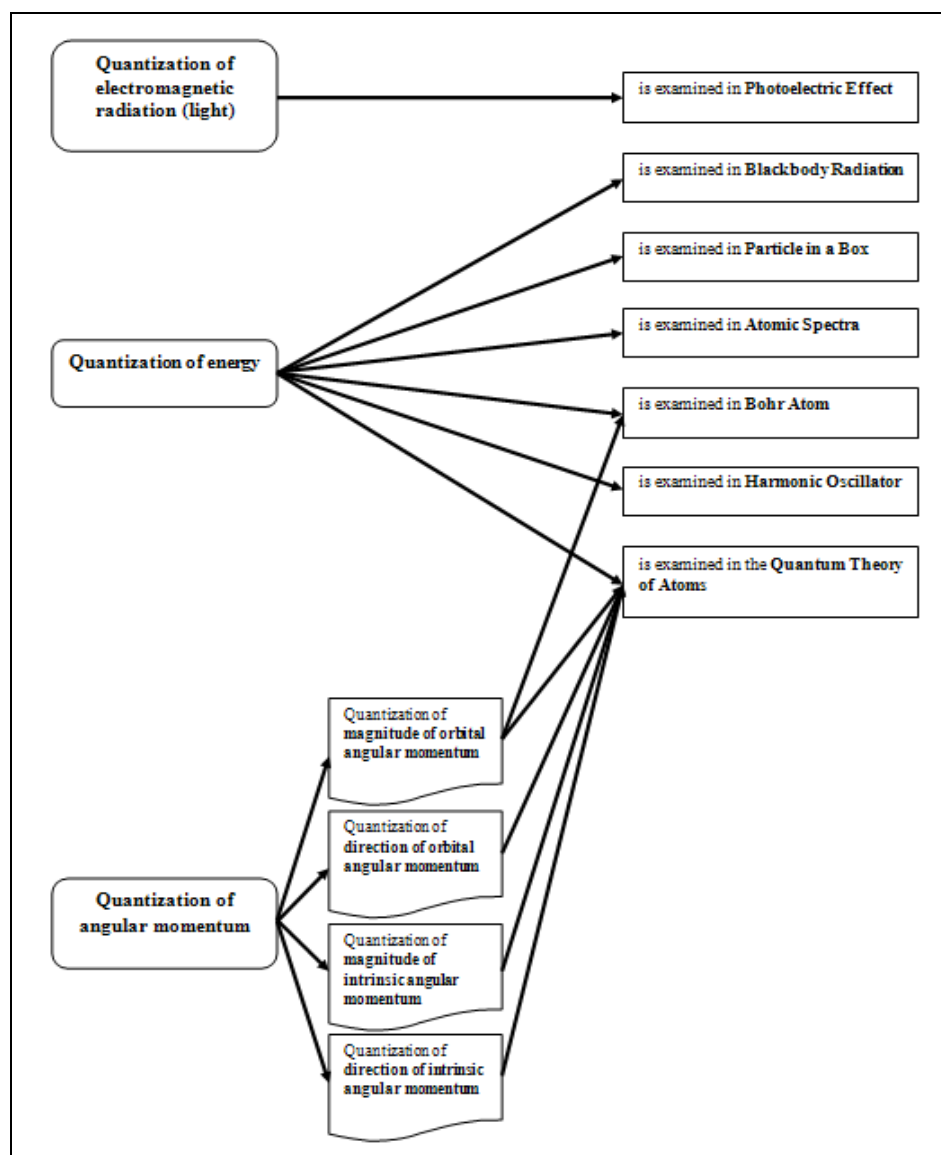 Quantization of
electromagnetic
radiation (light)
is examined in Photoelectric Effect
is examined in Blackbody Radiation
is examined in Particle in a Box
is examined in Atomic Spectra
Quantization of energy
is examined in Bohr Atom
is examined in Harmonic Oscillator
is examined in the Quantum Theory
of Atoms
Quantization of
magnitude of orbital
angular momentum
Quantization of
direction of orbital
angular momentum
Quantization of
angular momentum
Quantization of
magnitude of
intrinsic angular
momentum
Quantization of
direction of intrinsic
angular momentum